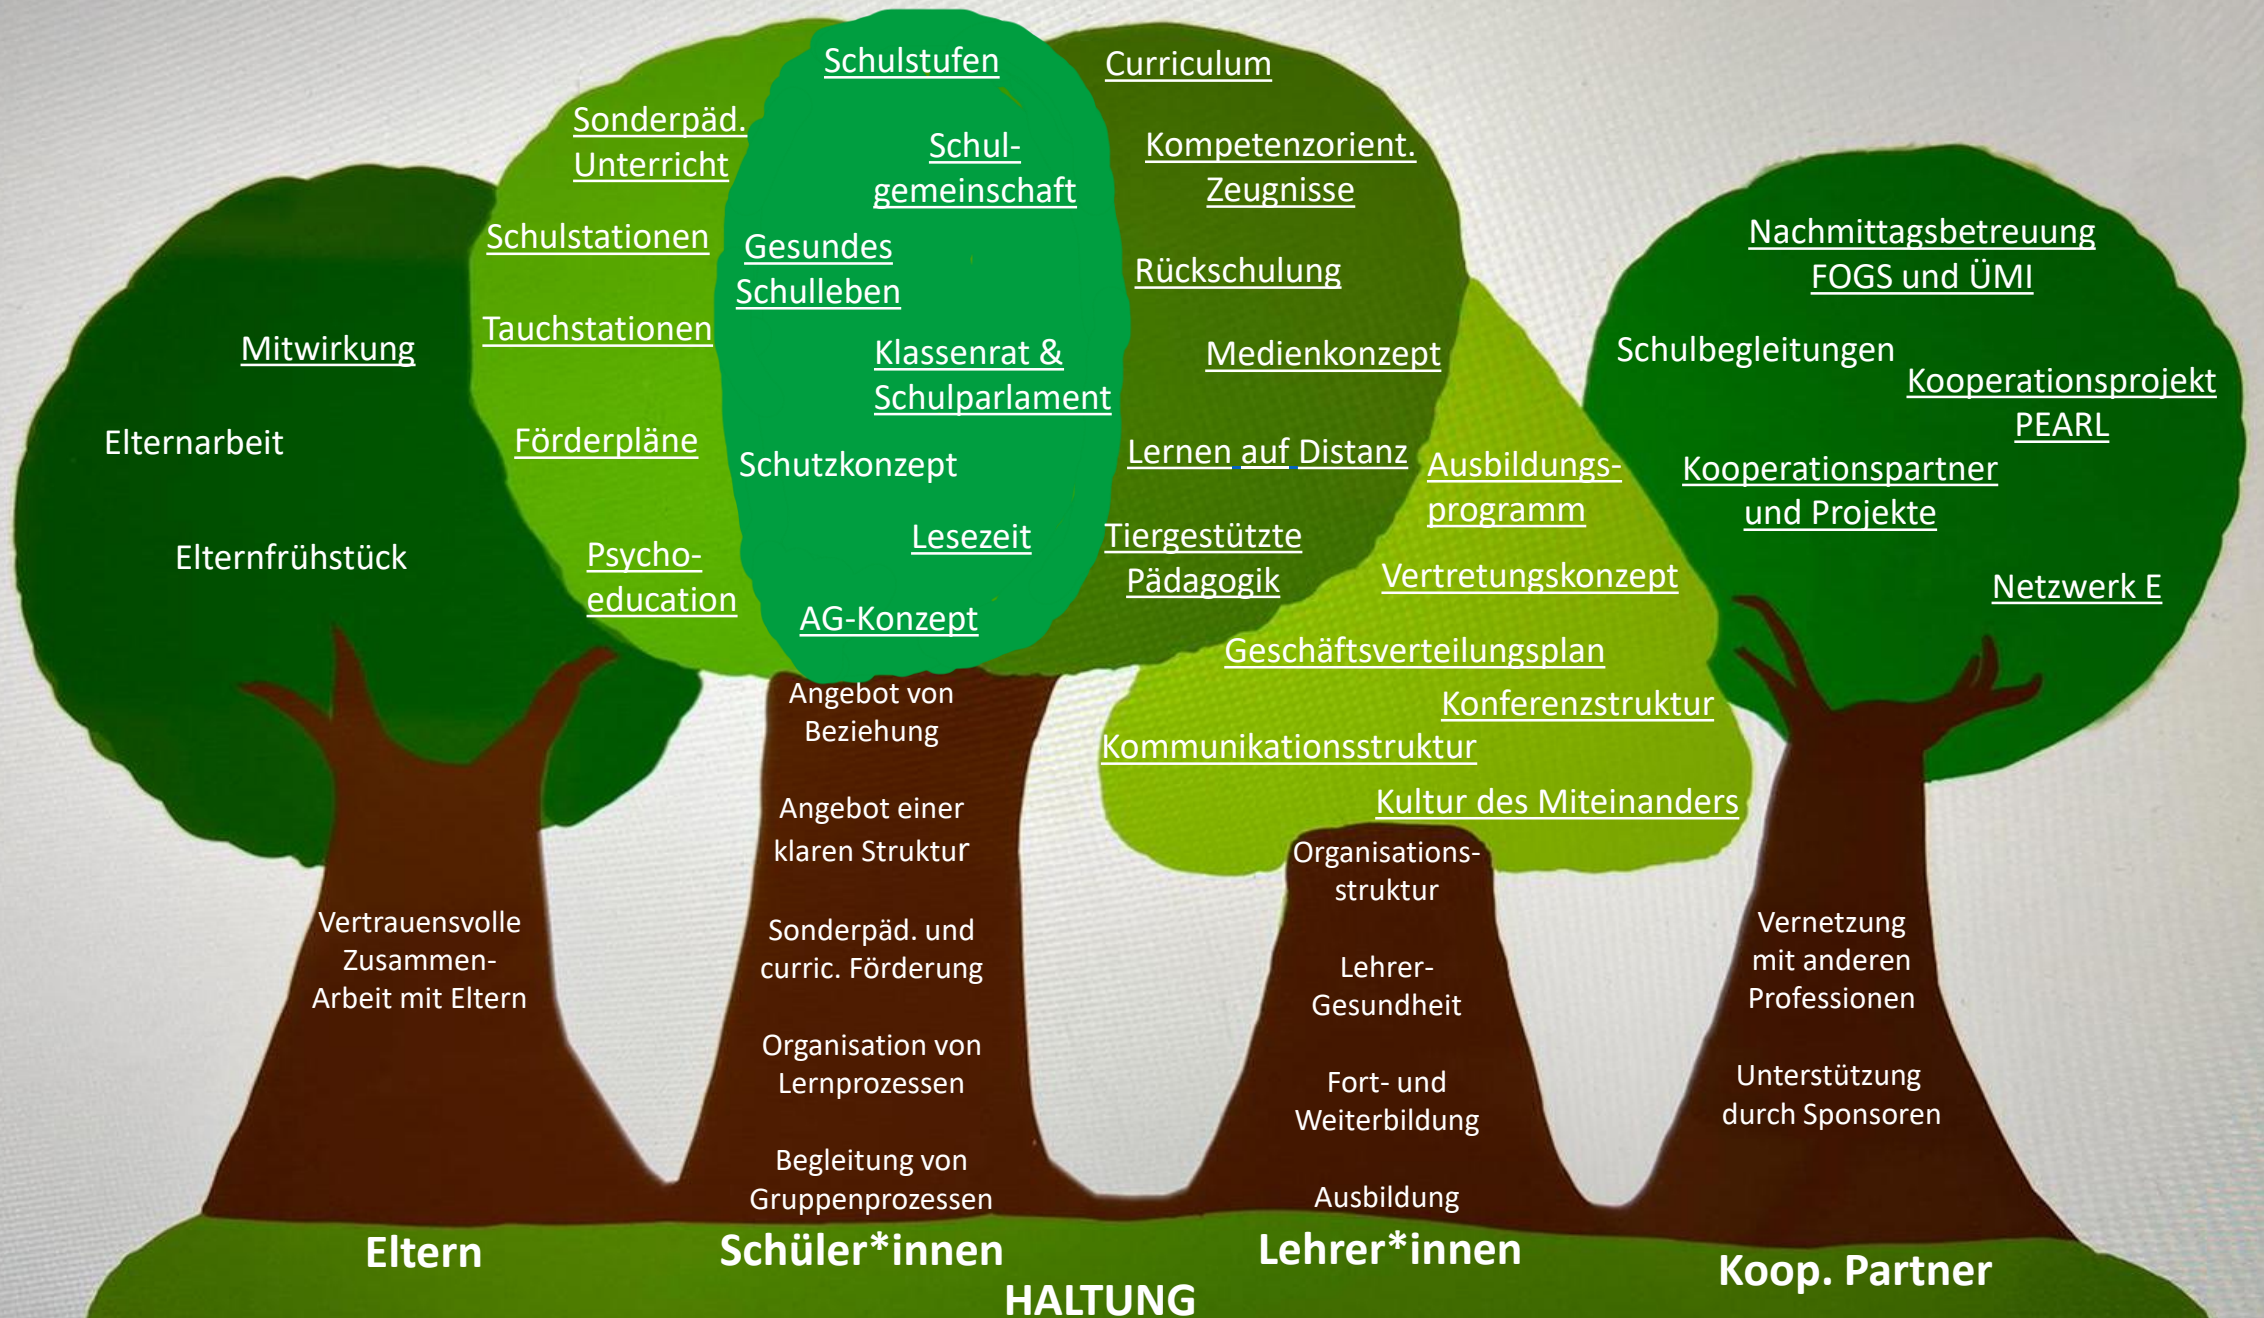 Mitwirkung
Elternarbeit
Elternfrühstück
Vertrauensvolle
Zusammen-
Arbeit mit Eltern
Eltern
Sonderpäd.
Unterricht
Schulstationen
Tauchstationen
Förderpläne
Psycho-
education
Schulstufen
Schul-
gemeinschaft
Gesundes
Schulleben
Klassenrat &
Schulparlament
Schutzkonzept
Lesezeit
AG-Konzept
Curriculum
Kompetenzorient.
Zeugnisse
Rückschulung
Medienkonzept
Lernen auf Distanz
Tiergestützte
Pädagogik
Angebot von
Beziehung
Angebot einer
klaren Struktur
Sonderpäd. und
curric. Förderung
Organisation von
Lernprozessen
Begleitung von
Gruppenprozessen
Schüler*innen
Ausbildungs-
programm
Vertretungskonzept
Geschäftsverteilungsplan
Konferenzstruktur
Kommunikationsstruktur
Kultur des Miteinanders
Organisations-
struktur
Lehrer-
Gesundheit
Fort- und
Weiterbildung
Ausbildung
Lehrer*innen
Nachmittagsbetreuung
FOGS und ÜMI
Schulbegleitungen
Kooperationsprojekt
PEARL
Kooperationspartner
und Projekte
Netzwerk E
Vernetzung
mit anderen
Professionen
Unterstützung
durch Sponsoren
Koop. Partner
HALTUNG